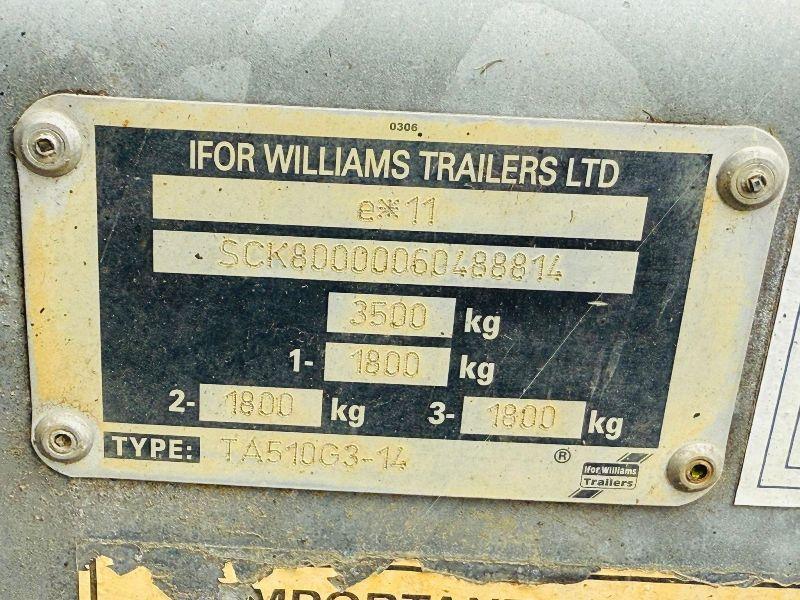 0306
IFOR WILLIAMS TRAILERS LTD
e*11
SCK80000060488814
3500 kg
1- 1800 kg
2- 1800 kg 3- 1800 kg
TYPE: TA510G3-14 ®
Ifor Williams
Trailers